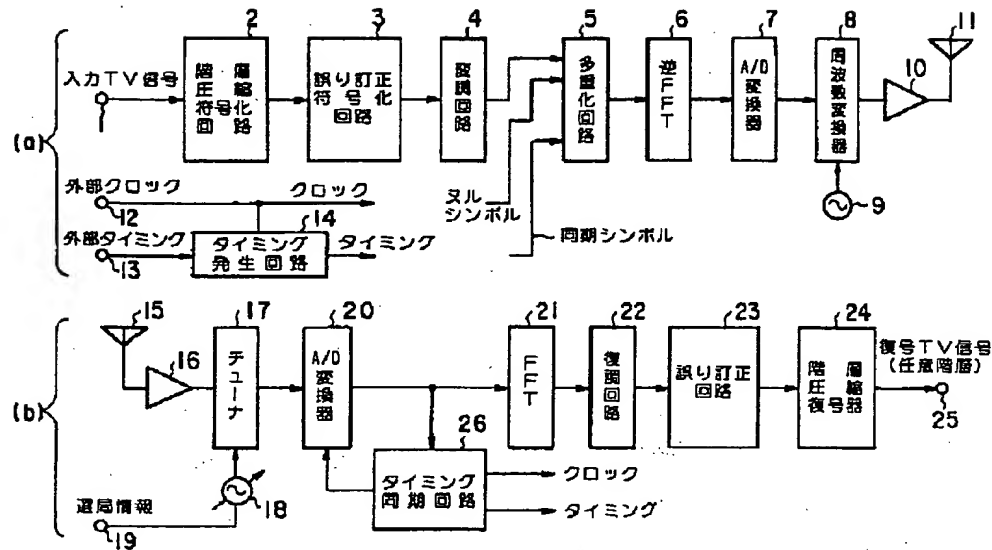 (a)
入力TV信号
2
階層
圧縮
符号化
回路
3
誤り訂正
符号化
回路
4
変調回路
5
多重化回路
6
逆FFT
7
A/D
変換器
8
周波数変換器
9
10
11
ヌル
シンボル
同期シンボル
外部クロック
12
クロック
外部タイミング
13
14
タイミング
発生回路
タイミング
(b)
15
16
17
チューナ
18
選局情報
19
20
A/D
変換器
21
FFT
22
復調回路
23
誤り訂正
回路
24
階層
圧縮
復号器
復号TV信号
(任意階層)
25
26
タイミング
同期回路
クロック
タイミング